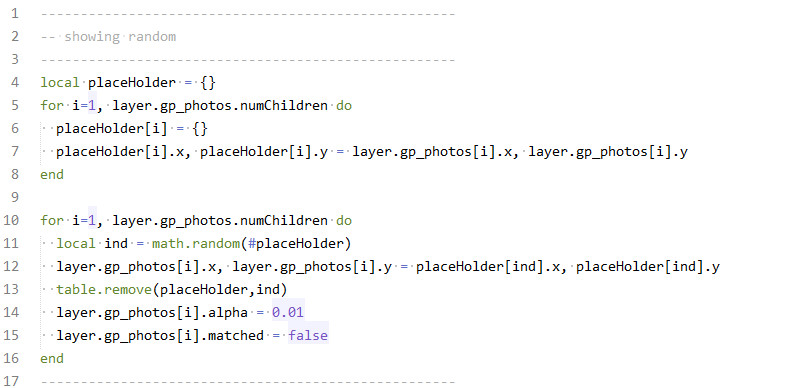 1 ----------------------------------------------------
2 -- showing random
3 ----------------------------------------------------
4 local placeHolder = {}
5 for i=1, layer.gp_photos.numChildren do
6   placeHolder[i] = {}
7   placeHolder[i].x, placeHolder[i].y = layer.gp_photos[i].x, layer.gp_photos[i].y
8 end
9
10 for i=1, layer.gp_photos.numChildren do
11   local ind = math.random(#placeHolder)
12   layer.gp_photos[i].x, layer.gp_photos[i].y = placeHolder[ind].x, placeHolder[ind].y
13   table.remove(placeHolder,ind)
14   layer.gp_photos[i].alpha = 0.01
15   layer.gp_photos[i].matched = false
16 end
17 ----------------------------------------------------